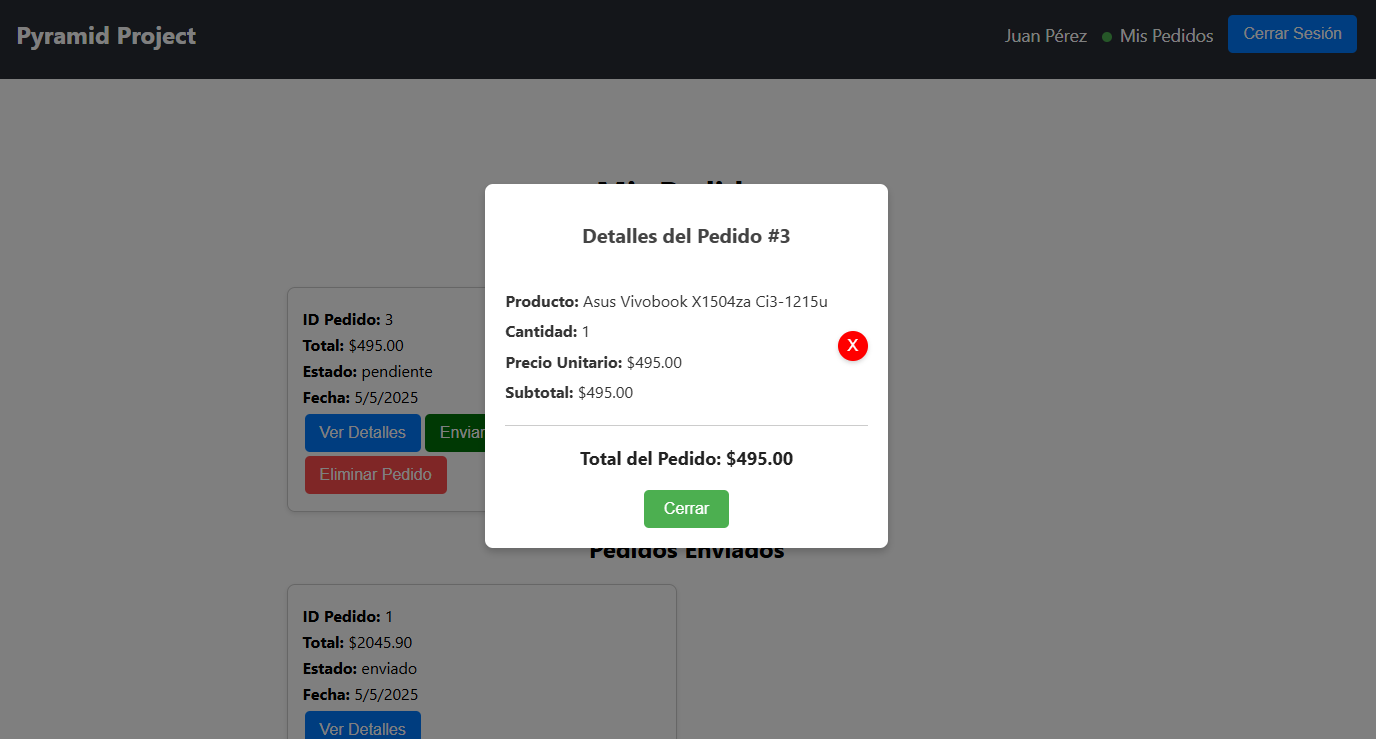 Pyramid Project
Juan Pérez
Mis Pedidos
Cerrar Sesión
Detalles del Pedido #3
Producto: Asus Vivobook X1504za Ci3-1215u
Cantidad: 1
X
Precio Unitario: $495.00
Subtotal: $495.00
Total del Pedido: $495.00
Cerrar
ID Pedido: 3
Total: $495.00
Estado: pendiente
Fecha: 5/5/2025
Ver Detalles
Enviar
Eliminar Pedido
Pedidos Enviados
ID Pedido: 1
Total: $2045.90
Estado: enviado
Fecha: 5/5/2025
Ver Detalles